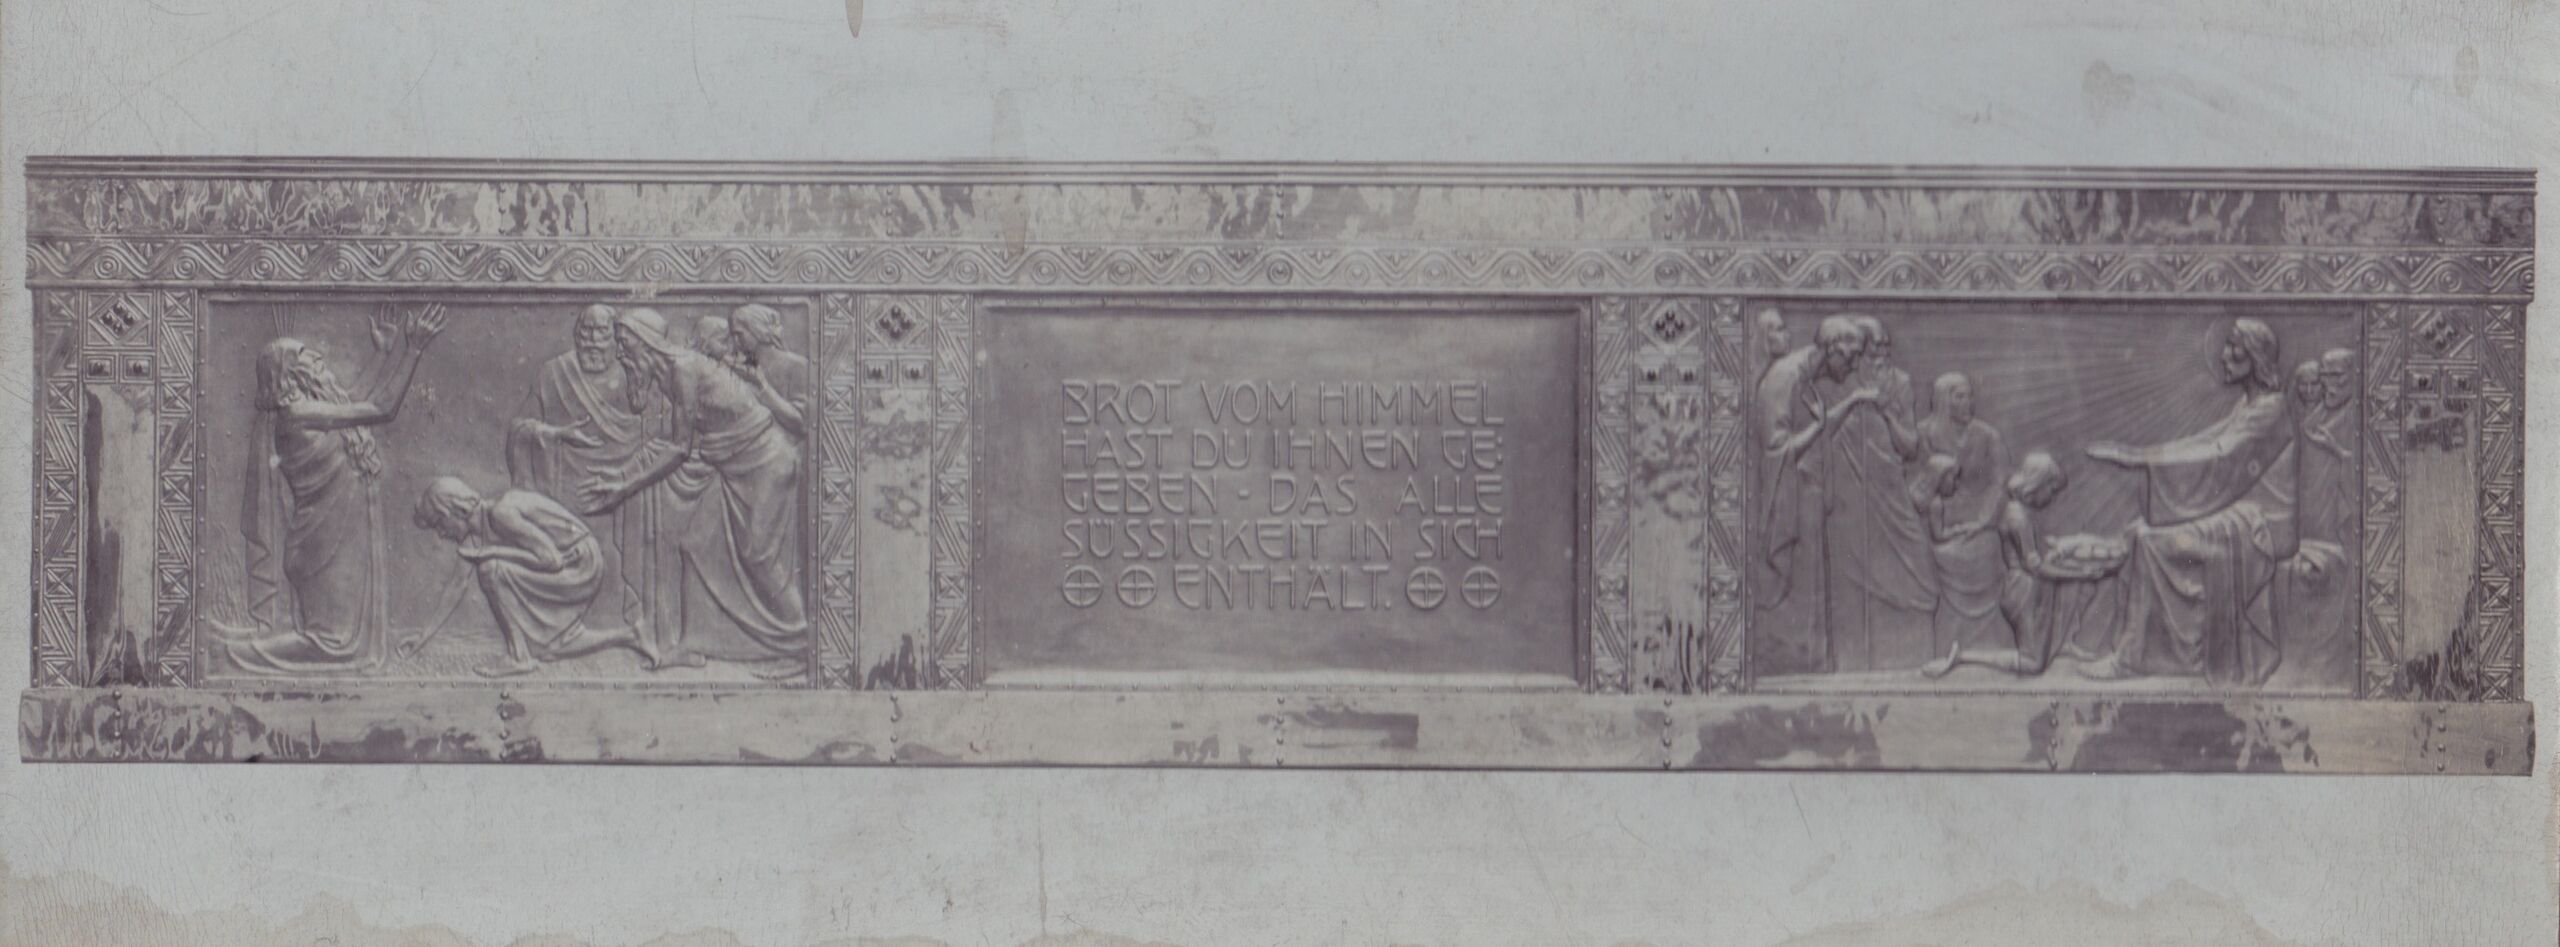 BROT VOM HIMMEL
HAST DU IHNEN GE:
GEBEN - DAS ALLE
SÜSSIGKEIT IN SICH
ENTHÄLT.